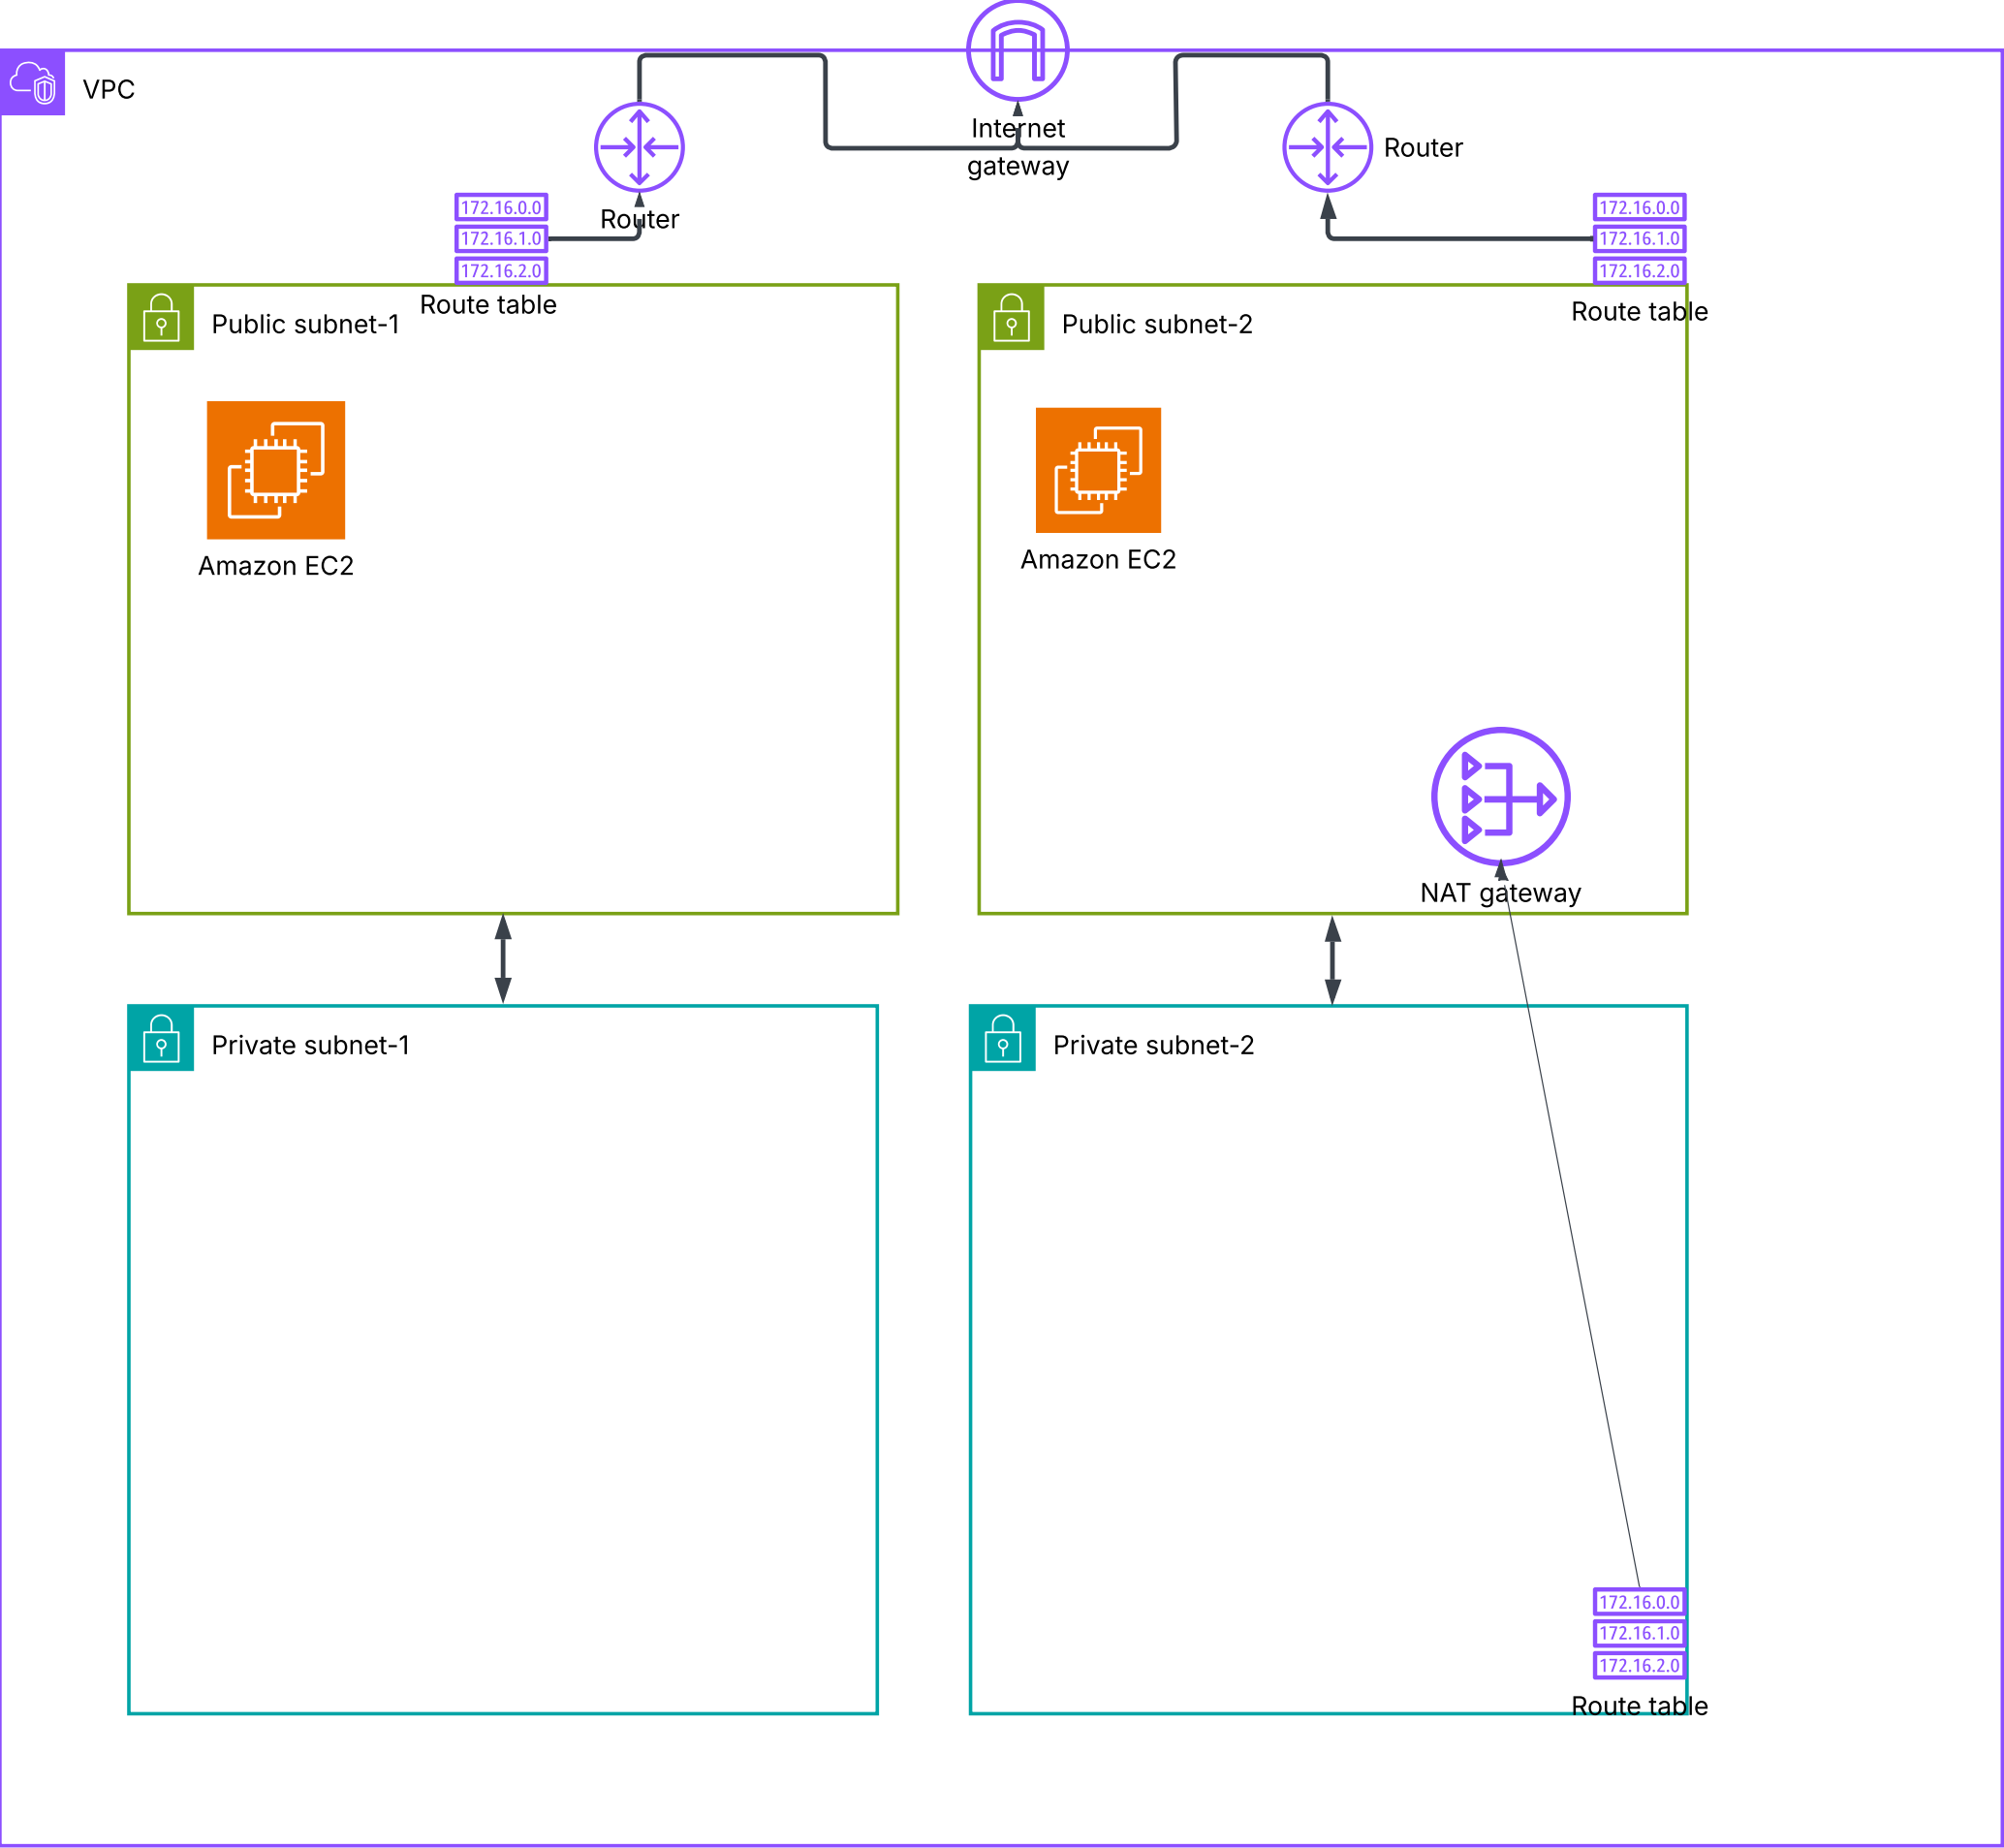 VPC
Internet
gateway
Router
Router
172.16.0.0
172.16.1.0
172.16.2.0
Route table
172.16.0.0
172.16.1.0
172.16.2.0
Route table
Public subnet-1
Public subnet-2
Amazon EC2
Amazon EC2
NAT gateway
Private subnet-1
Private subnet-2
172.16.0.0
172.16.1.0
172.16.2.0
Route table